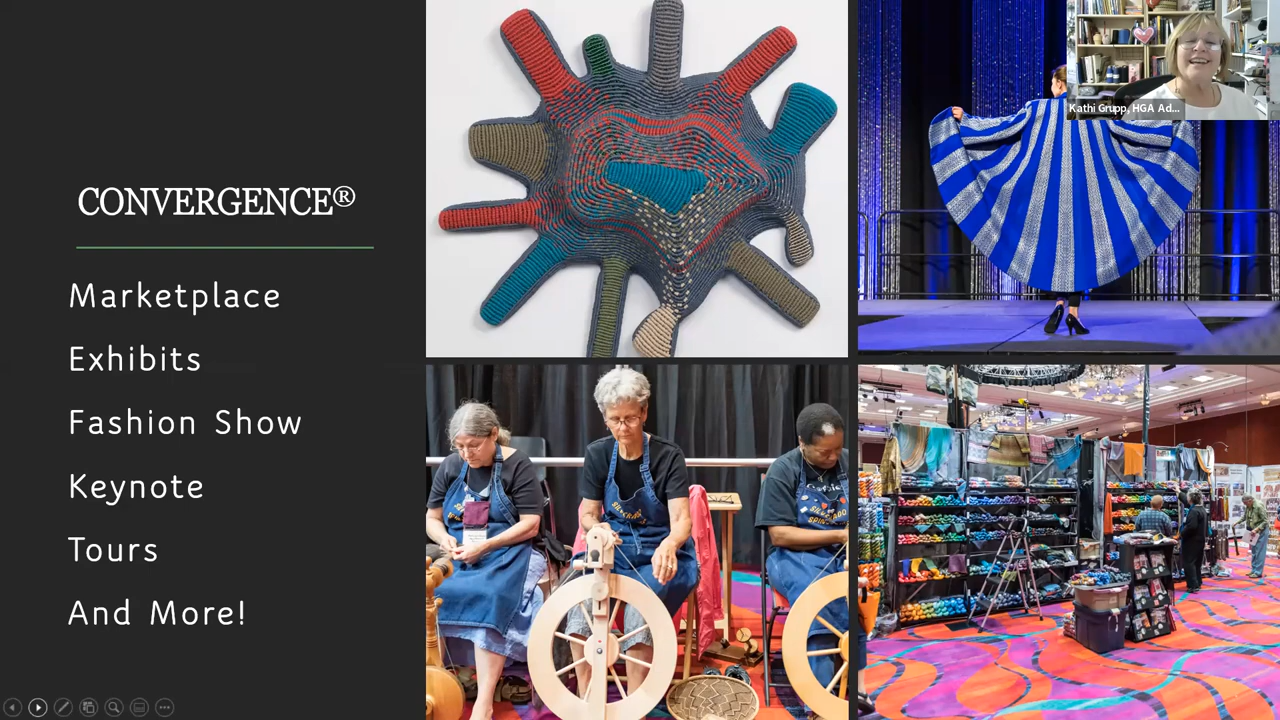 CONVERGENCE®
Marketplace
Exhibits
Fashion Show
Keynote
Tours
And More!
Kathi Grupp, HGA Ad...